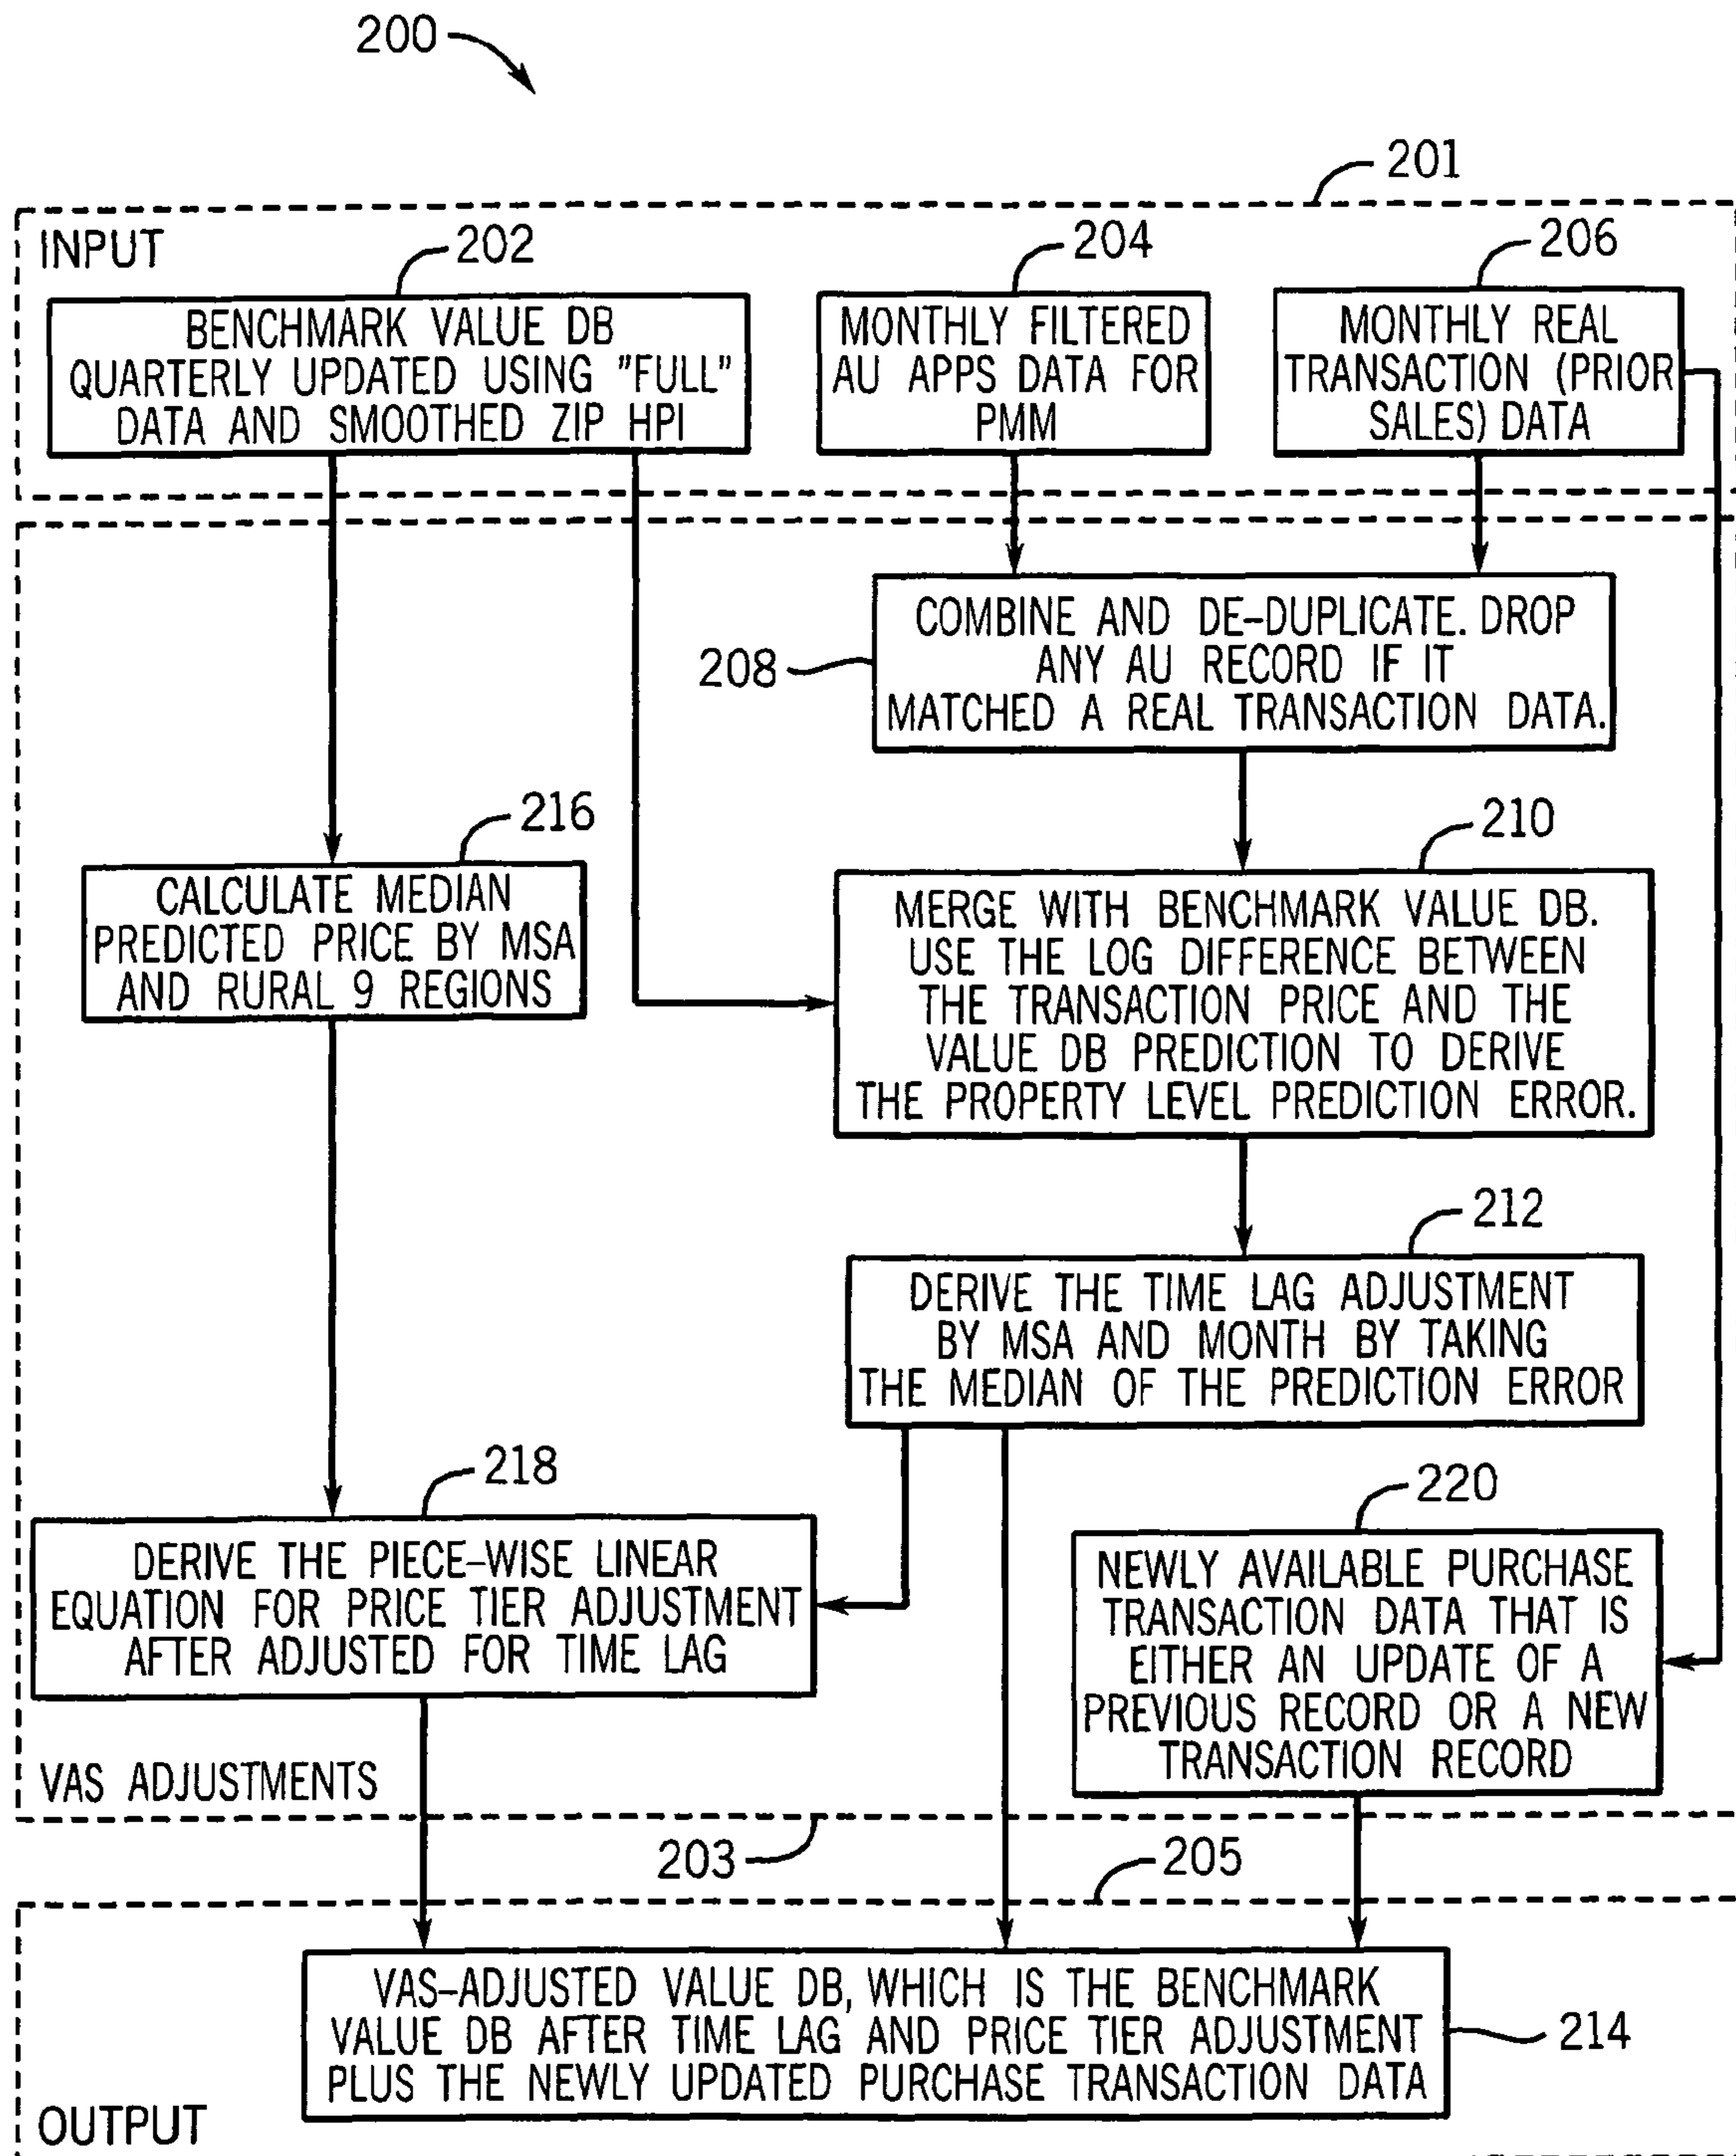 200
201
INPUT
202
204
206
BENCHMARK VALUE DB
QUARTERLY UPDATED USING "FULL"
DATA AND SMOOTHED ZIP HPI
MONTHLY FILTERED
AU APPS DATA FOR
PMM
MONTHLY REAL
TRANSACTION (PRIOR
SALES) DATA
208
COMBINE AND DE-DUPLICATE. DROP
ANY AU RECORD IF IT
MATCHED A REAL TRANSACTION DATA.
216
CALCULATE MEDIAN
PREDICTED PRICE BY MSA
AND RURAL 9 REGIONS
210
MERGE WITH BENCHMARK VALUE DB.
USE THE LOG DIFFERENCE BETWEEN
THE TRANSACTION PRICE AND THE
VALUE DB PREDICTION TO DERIVE
THE PROPERTY LEVEL PREDICTION ERROR.
212
DERIVE THE TIME LAG ADJUSTMENT
BY MSA AND MONTH BY TAKING
THE MEDIAN OF THE PREDICTION ERROR
218
DERIVE THE PIECE-WISE LINEAR
EQUATION FOR PRICE TIER ADJUSTMENT
AFTER ADJUSTED FOR TIME LAG
220
NEWLY AVAILABLE PURCHASE
TRANSACTION DATA THAT IS
EITHER AN UPDATE OF A
PREVIOUS RECORD OR A NEW
TRANSACTION RECORD
VAS ADJUSTMENTS
203
205
VAS-ADJUSTED VALUE DB, WHICH IS THE BENCHMARK
VALUE DB AFTER TIME LAG AND PRICE TIER ADJUSTMENT
PLUS THE NEWLY UPDATED PURCHASE TRANSACTION DATA
214
OUTPUT